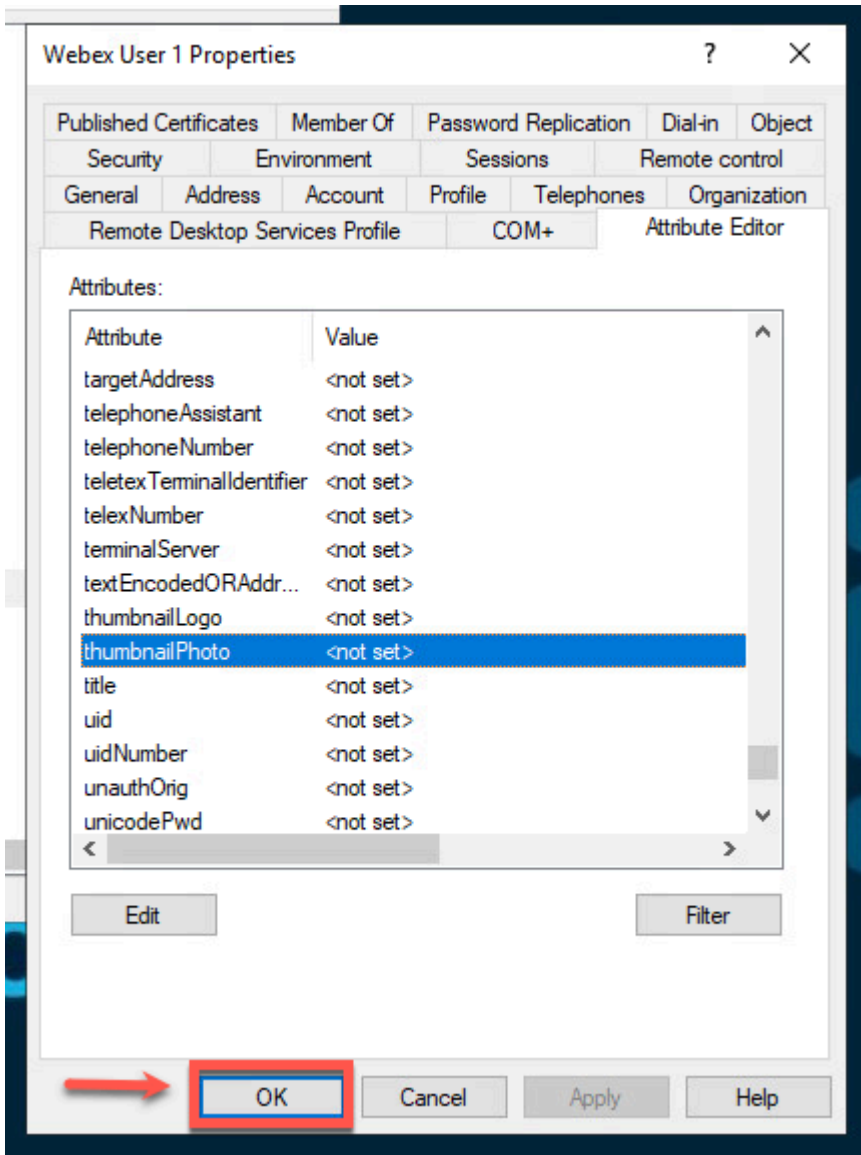 Webex User 1 Properties ?
Published Certificates Member Of Password Replication Dial-in Object
Security Environment Sessions Remote control
General Address Account Profile Telephones Organization
Remote Desktop Services Profile COM+ Attribute Editor
Attributes:
Attribute Value
targetAddress <not set>
telephoneAssistant <not set>
telephoneNumber <not set>
teletexTerminalIdentifier <not set>
telexNumber <not set>
terminalServer <not set>
textEncodedORAddr... <not set>
thumbnailLogo <not set>
thumbnailPhoto <not set>
title <not set>
uid <not set>
uidNumber <not set>
unauthOrig <not set>
unicodePwd <not set>
Edit Filter
OK Cancel Apply Help